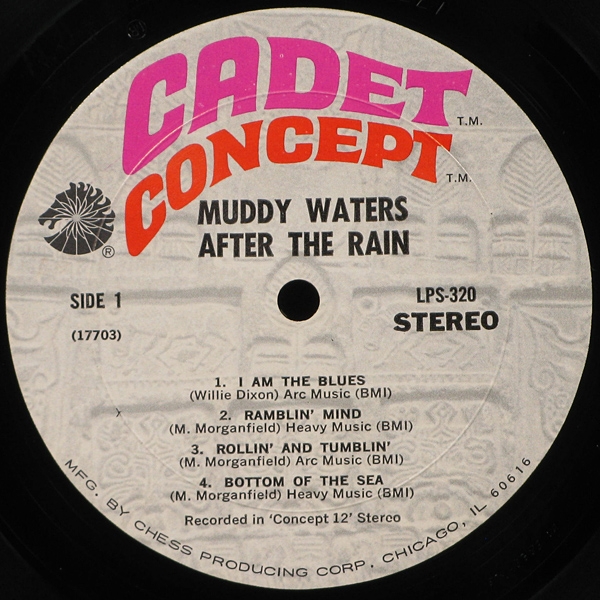 CADET T.M.
CONCEPT T.M.
MUDDY WATERS
AFTER THE RAIN
®
SIDE 1
(17703)
LPS-320
STEREO
1. I AM THE BLUES
(Willie Dixon) Arc Music (BMI)
2. RAMBLIN' MIND
(M. Morganfield) Heavy Music (BMI)
3. ROLLIN' AND TUMBLIN'
(M. Morganfield) Arc Music (BMI)
4. BOTTOM OF THE SEA
(M. Morganfield) Heavy Music (BMI)
Recorded in 'Concept 12' Stereo
MFG. BY CHESS PRODUCING CORP. CHICAGO, IL 60616